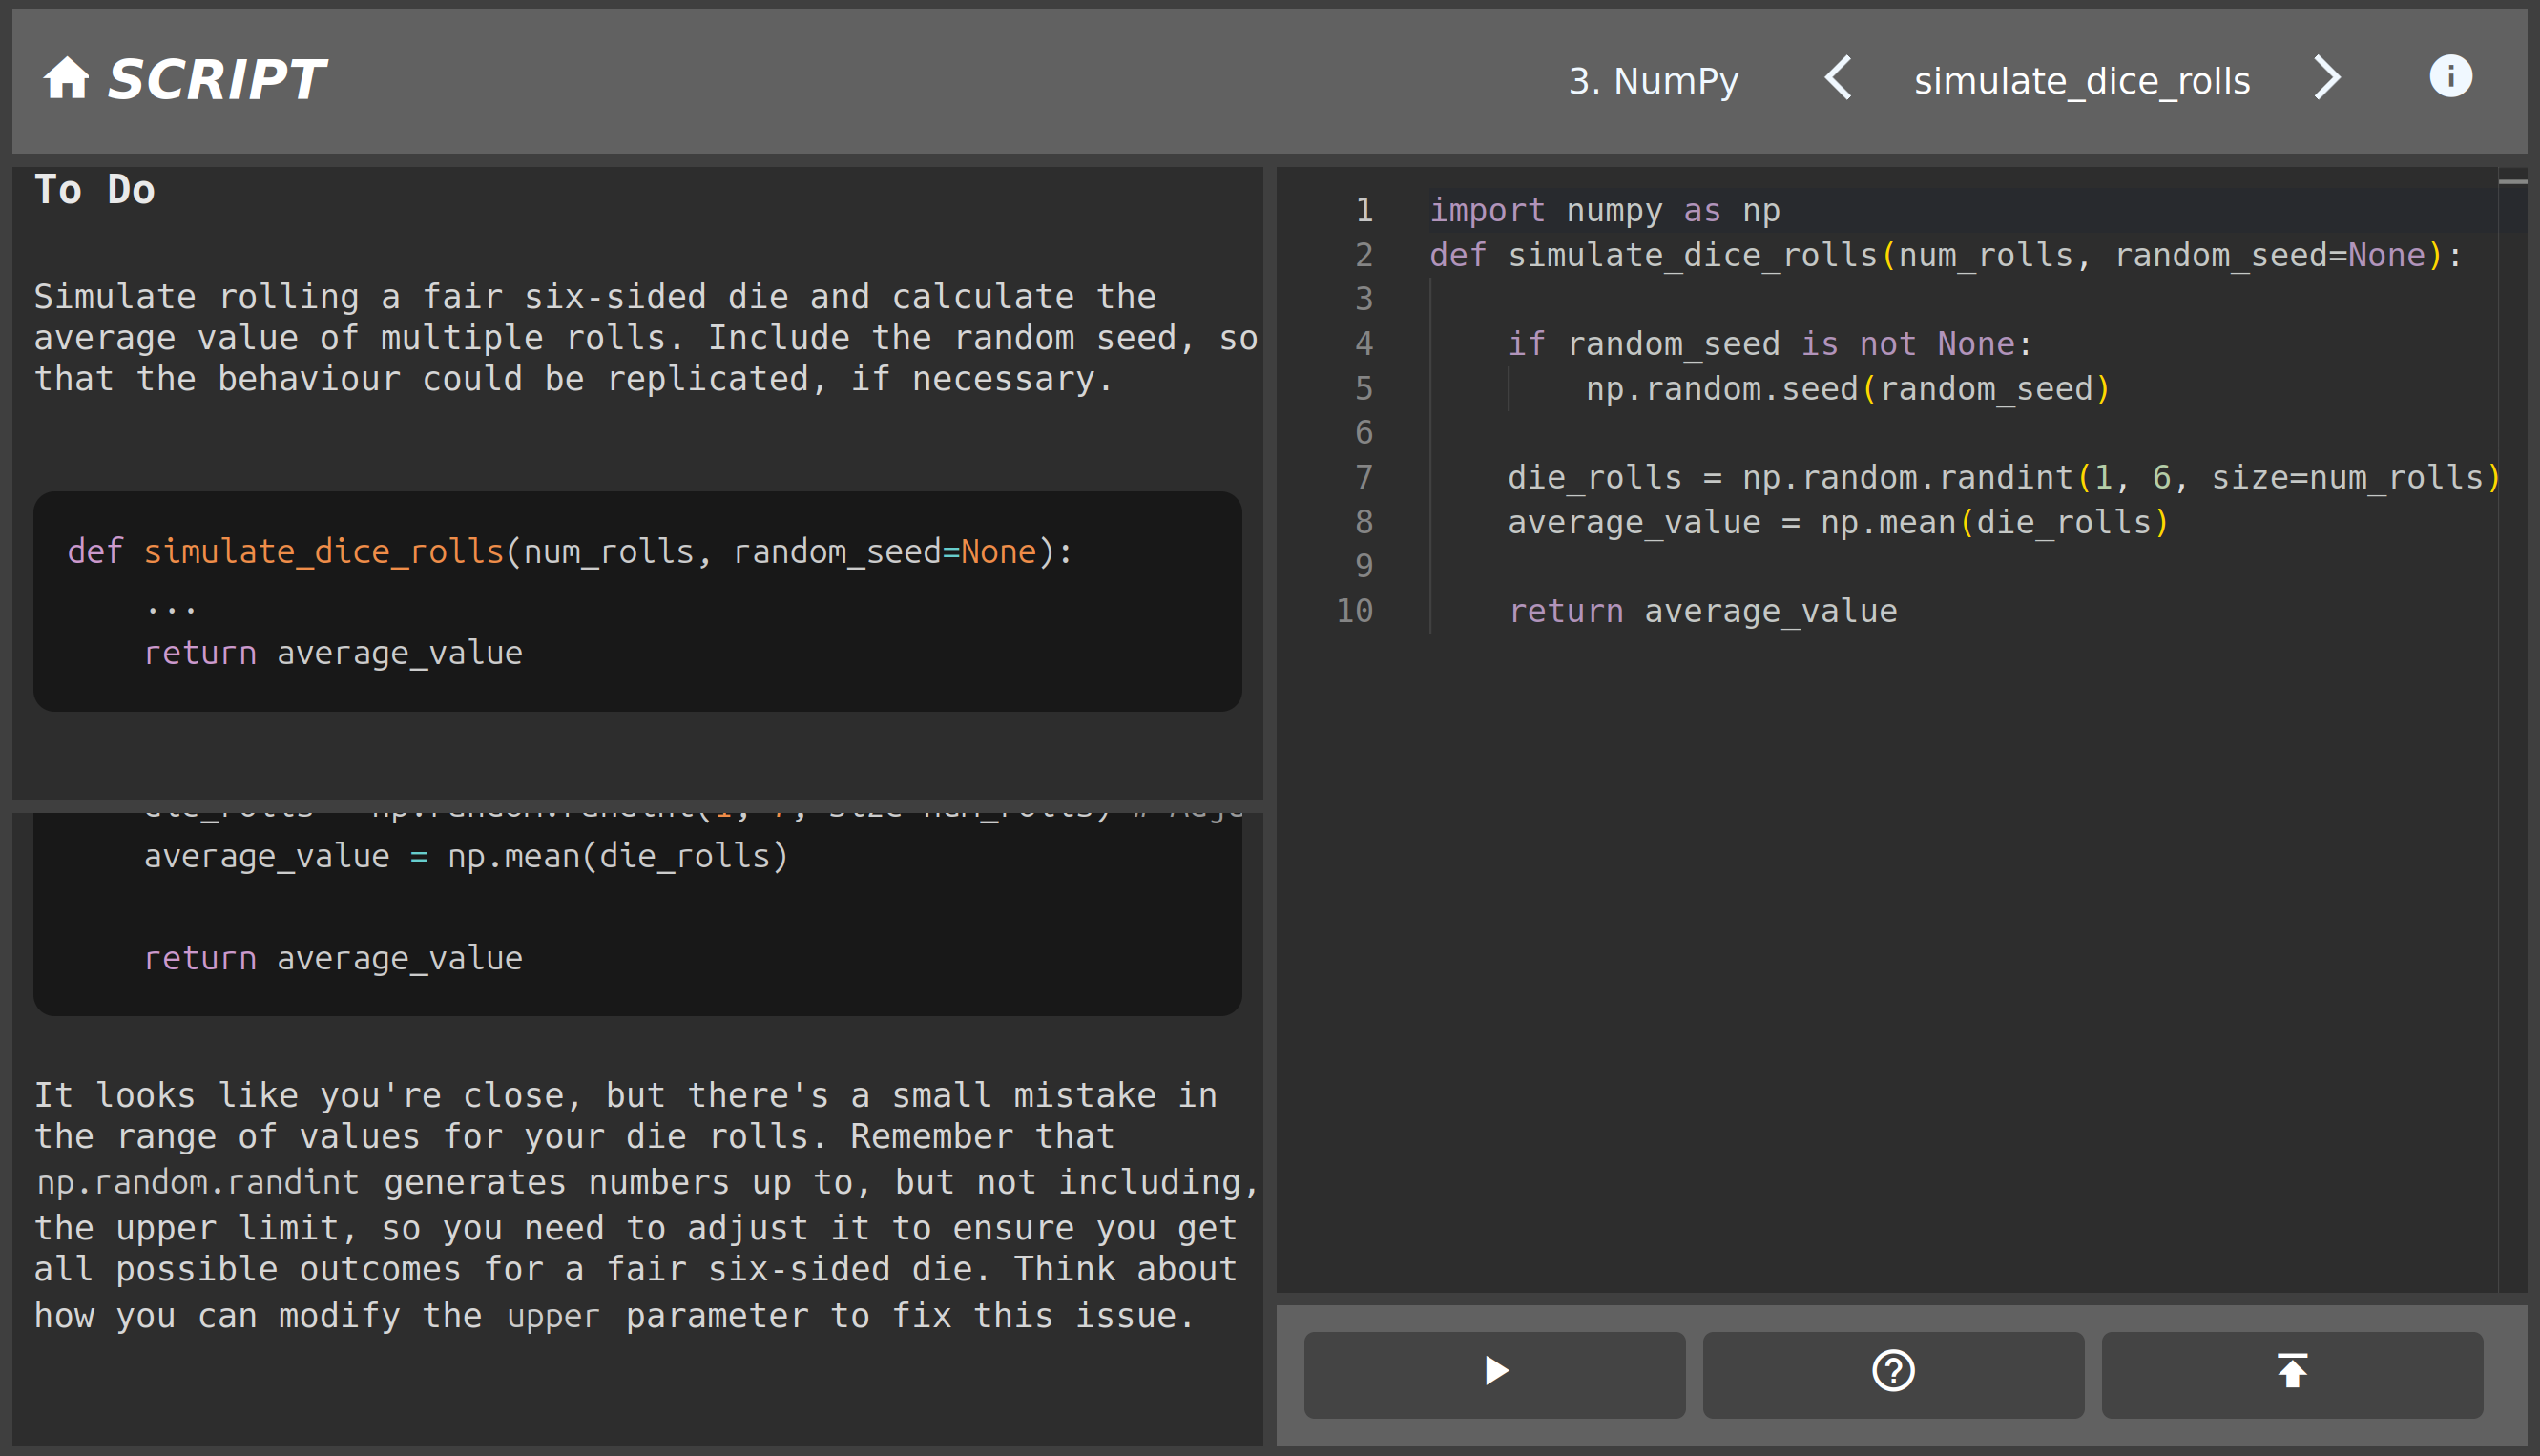 SCRIPT
3. NumPy
simulate_dice_rolls
To Do
Simulate rolling a fair six-sided die and calculate the
average value of multiple rolls. Include the random seed, so
that the behaviour could be replicated, if necessary.
def simulate_dice_rolls(num_rolls, random_seed=None):
    ...
    return average_value
    average_value = np.mean(die_rolls)
    return average_value
It looks like you're close, but there's a small mistake in
the range of values for your die rolls. Remember that
np.random.randint generates numbers up to, but not including,
the upper limit, so you need to adjust it to ensure you get
all possible outcomes for a fair six-sided die. Think about
how you can modify the upper parameter to fix this issue.
1 import numpy as np
2 def simulate_dice_rolls(num_rolls, random_seed=None):
3
4     if random_seed is not None:
5         np.random.seed(random_seed)
6
7     die_rolls = np.random.randint(1, 6, size=num_rolls)
8     average_value = np.mean(die_rolls)
9
10     return average_value